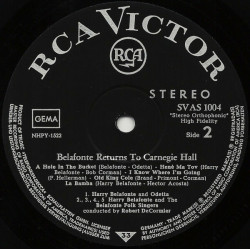 RCA VICTOR
RCA
STEREO
SVAS 1004
"Stereo Orthophonic"
High Fidelity
GEMA
NHPY-1522
Side 2
Belafonte Returns To Carnegie Hall
A Hole In The Bucket (Belafonte - Odetta) - Hené Ma Tov (Harry
Belafonte - Bob Corman) - I Know Where I'm Going
(F. Hellerman) - Old King Cole (Brand - Primont - Corman)
La Bamba (Harry Belafonte / Hector Acosta)
1 Harry Belafonte and Odetta
2, 3, 4, 5 Harry Belafonte and The
Belafonte Folk Singers
conducted by Robert DeCormier
33